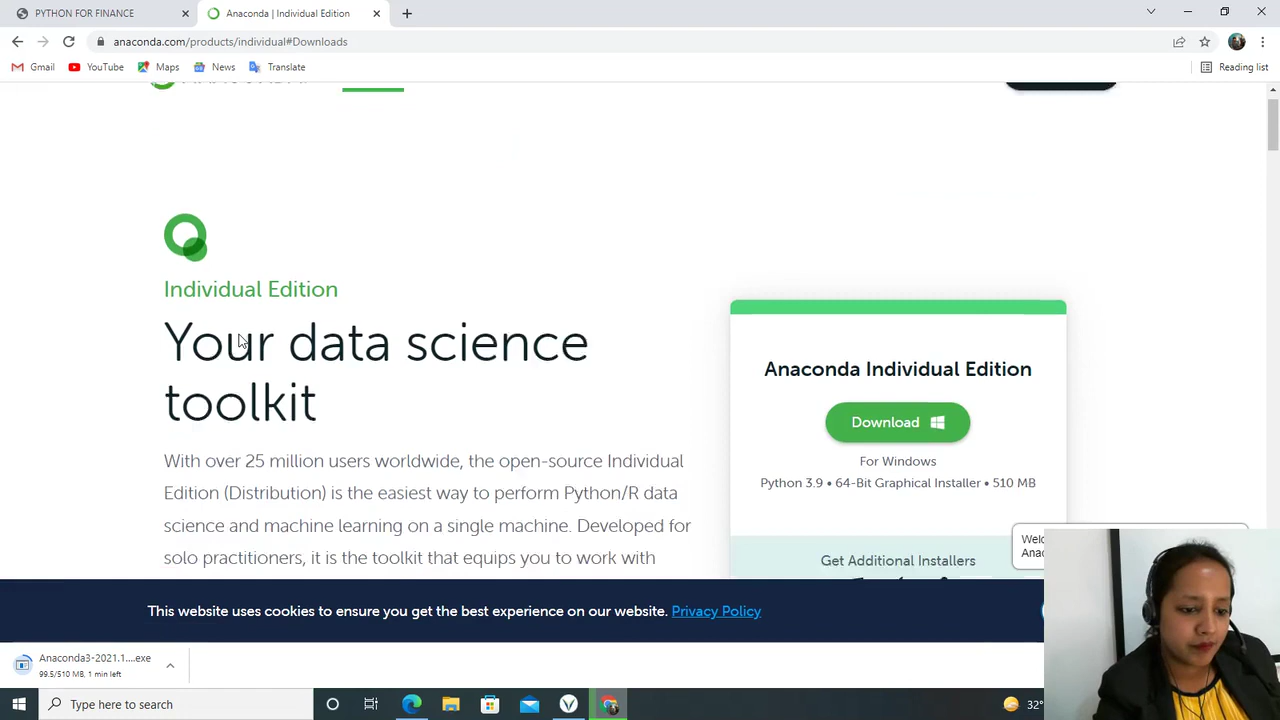 PYTHON FOR FINANCE
Anaconda | Individual Edition
anaconda.com/products/individual#Downloads
Gmail
YouTube
Maps
News
Translate
Reading list
Individual Edition
Your data science
toolkit
With over 25 million users worldwide, the open-source Individual
Edition (Distribution) is the easiest way to perform Python/R data
science and machine learning on a single machine. Developed for
solo practitioners, it is the toolkit that equips you to work with
Anaconda Individual Edition
Download
For Windows
Python 3.9 • 64-Bit Graphical Installer • 510 MB
Get Additional Installers
This website uses cookies to ensure you get the best experience on our website. Privacy Policy
Anaconda3-2021.1....exe
99.5/510 MB, 1 min left
Type here to search
32°